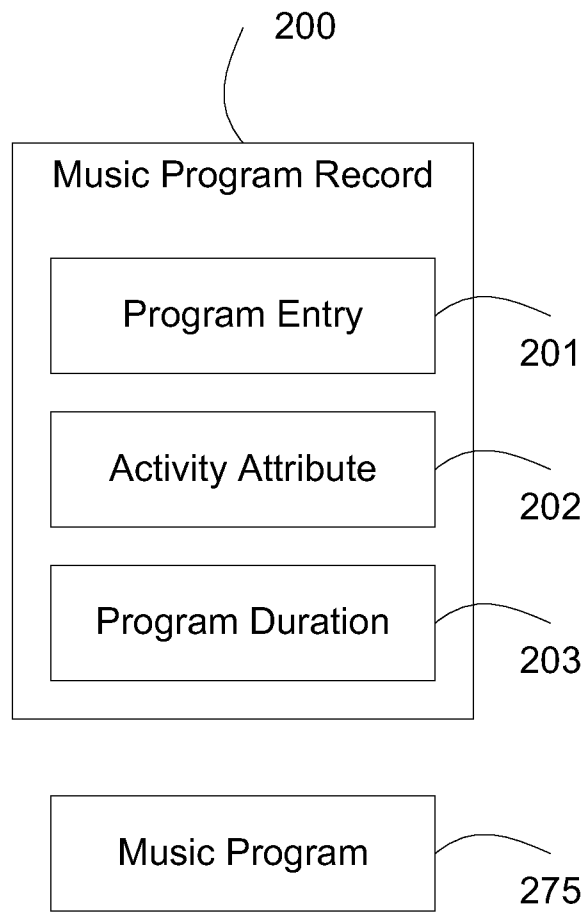 200
Music Program Record
Program Entry
201
Activity Attribute
202
Program Duration
203
Music Program
275